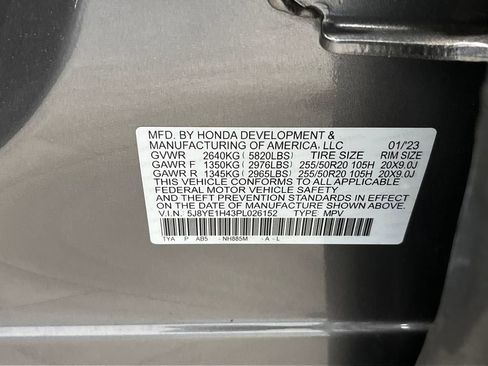 MFD. BY HONDA DEVELOPMENT &
MANUFACTURING OF AMERICA, LLC 01/'23
GVWR 2640KG ( 5820LBS) TIRE SIZE RIM SIZE
GAWR F 1350KG ( 2976LBS) 255/50R20 105H 20X9.0J
GAWR R 1345KG ( 2965LBS) 255/50R20 105H 20X9.0J
THIS VEHICLE CONFORMS TO ALL APPLICABLE
FEDERAL MOTOR VEHICLE SAFETY
AND THEFT PREVENTION STANDARDS IN EFFECT
ON THE DATE OF MANUFACTURE SHOWN ABOVE.
V.I.N. 5J8YE1H43PL026152 TYPE: MPV
TYA P AB5 - NH885M - A - L